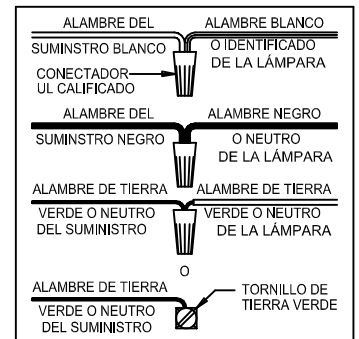 ALAMBRE DEL ALAMBRE BLANCO
SUMINSTRO BLANCO O IDENTIFICADO
DE LA LÁMPARA
CONECTADOR
UL CALIFICADO
ALAMBRE DEL ALAMBRE NEGRO
SUMINSTRO NEGRO O NEUTRO
DE LA LÁMPARA
ALAMBRE DE TIERRA ALAMBRE DE TIERRA
VERDE O NEUTRO VERDE O NEUTRO
DEL SUMINISTRO DE LA LÁMPARA
O
ALAMBRE DE TIERRA TORNILLO DE
VERDE O NEUTRO TIERRA VERDE
DEL SUMINISTRO